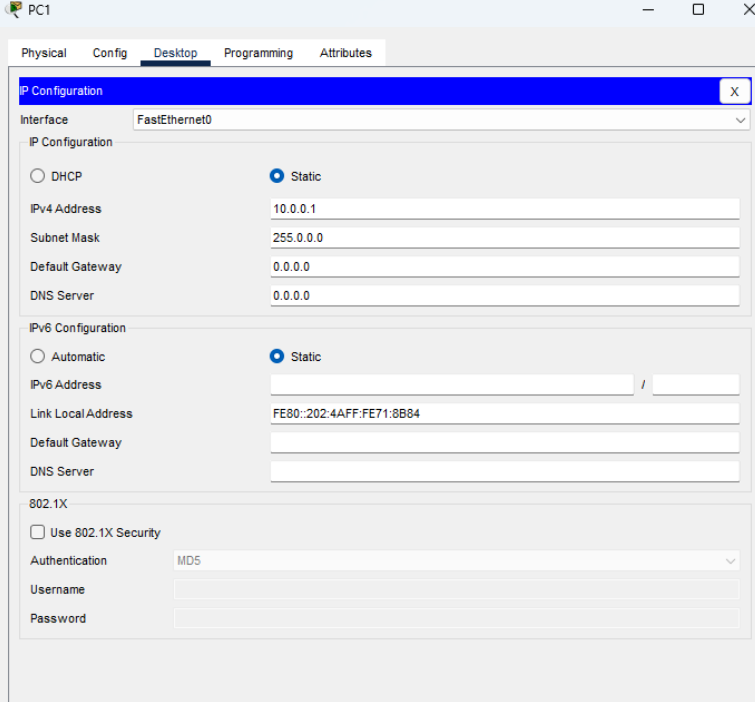 PC1
Physical Config Desktop Programming Attributes
IP Configuration X
Interface FastEthernet0
IP Configuration
DHCP Static
IPv4 Address 10.0.0.1
Subnet Mask 255.0.0.0
Default Gateway 0.0.0.0
DNS Server 0.0.0.0
IPv6 Configuration
Automatic Static
IPv6 Address /
Link Local Address FE80::202:4AFF:FE71:8B84
Default Gateway
DNS Server
802.1X
Use 802.1X Security
Authentication MD5
Username
Password